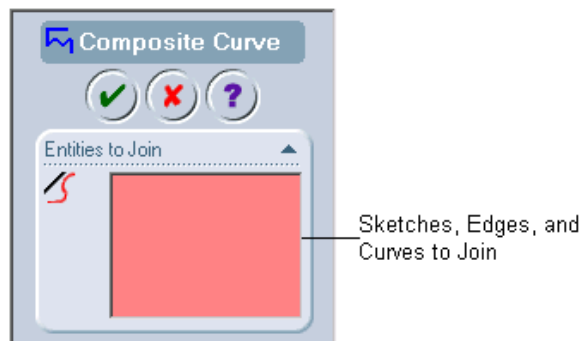 Composite Curve
?
Entities to Join
Sketches, Edges, and
Curves to Join